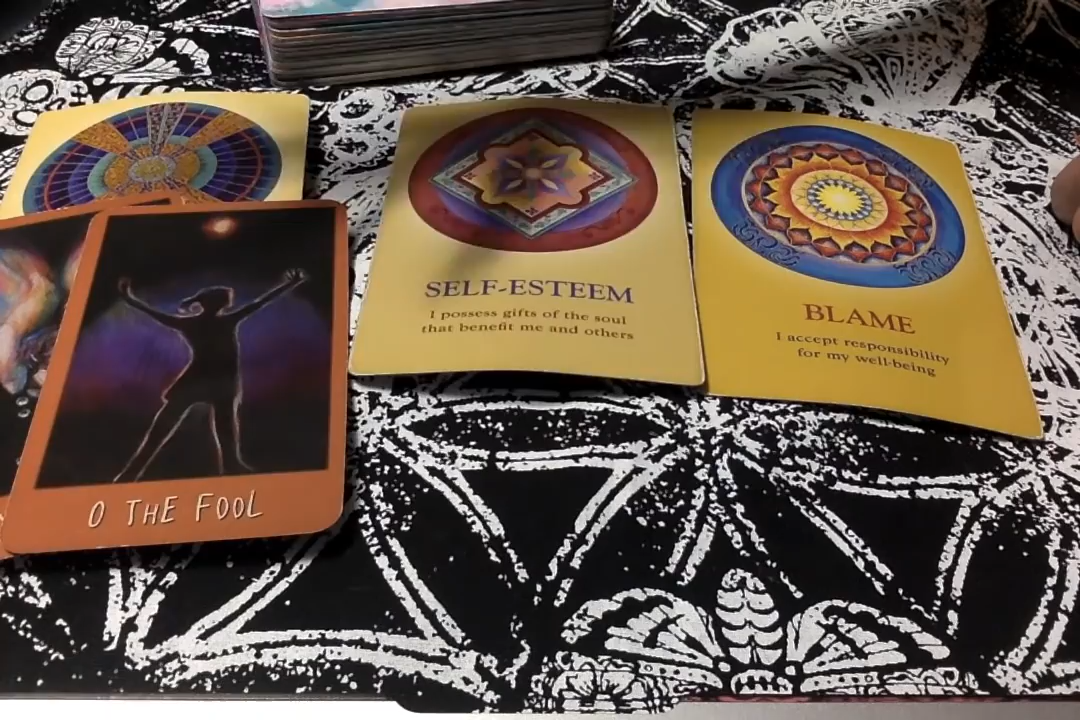 SELF-ESTEEM
I possess gifts of the soul
that benefit me and others
BLAME
I accept responsibility
for my well-being
0 THE FOOL